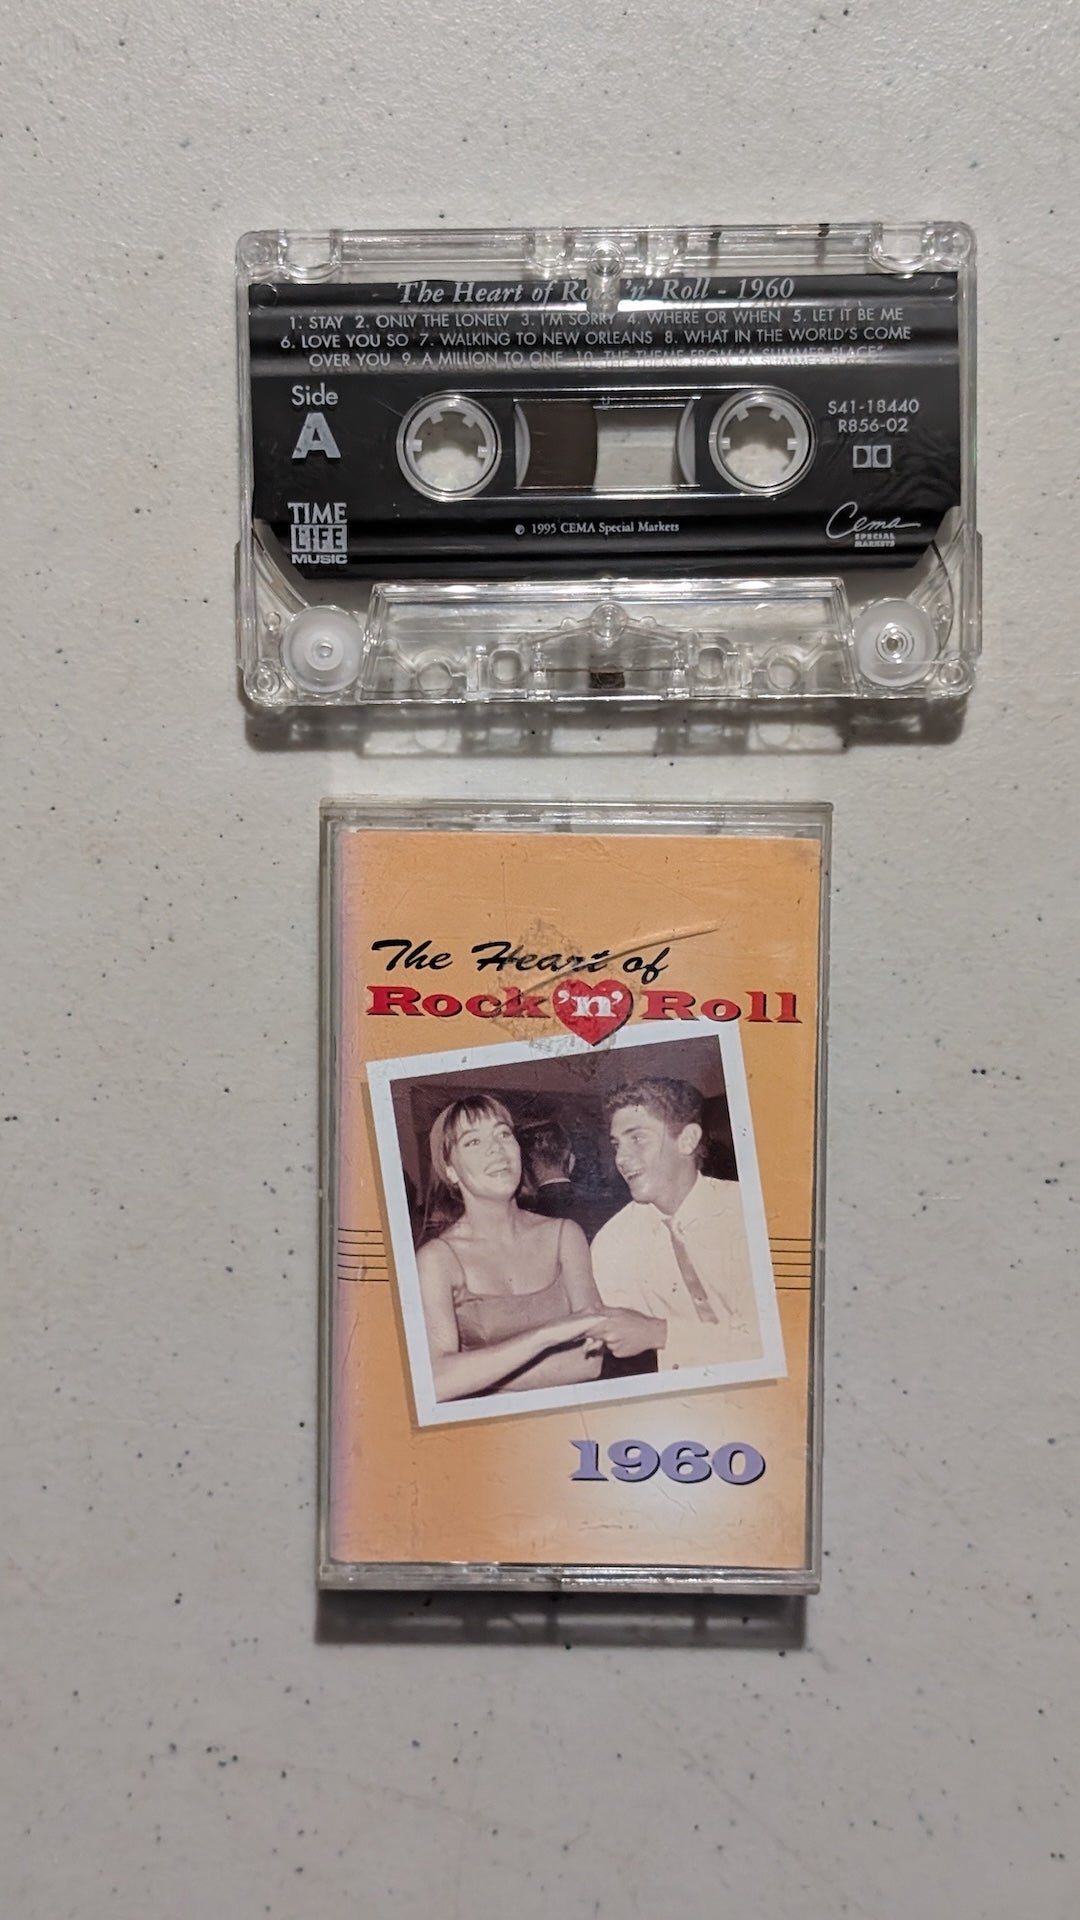 The Heart of Rock 'n' Roll - 1960
1. STAY 2. ONLY THE LONELY 3. I'M SORRY 4. WHERE OR WHEN 5. LET IT BE ME
6. LOVE YOU SO 7. WALKING TO NEW ORLEANS 8. WHAT IN THE WORLD'S COME
OVER YOU 9. A MILLION TO ONE 10. THE THEME FROM "A SUMMER PLACE"
Side
A
S41-18440
R856-02
TIME
LIFE
MUSIC
℗ 1995 CEMA Special Markets
Cema
SPECIAL
MARKETS
The Heart of
Rock 'n' Roll
1960